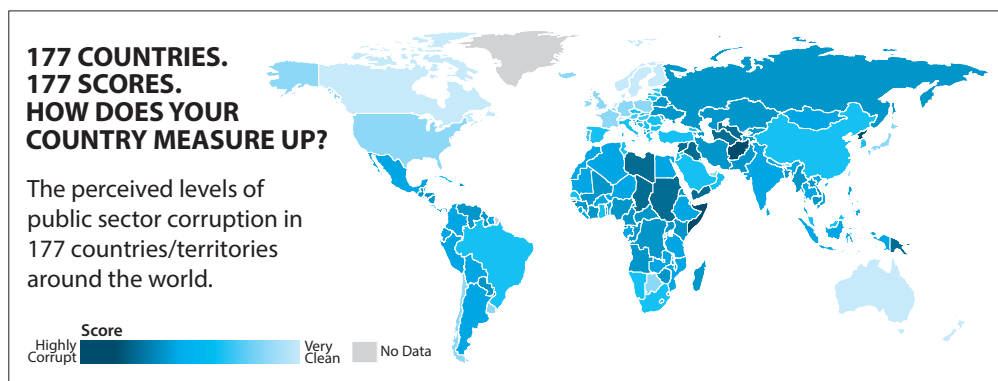 177 COUNTRIES.
177 SCORES.
HOW DOES YOUR
COUNTRY MEASURE UP?
The perceived levels of
public sector corruption in
177 countries/territories
around the world.
Score
Highly
Corrupt
Very
Clean
No Data